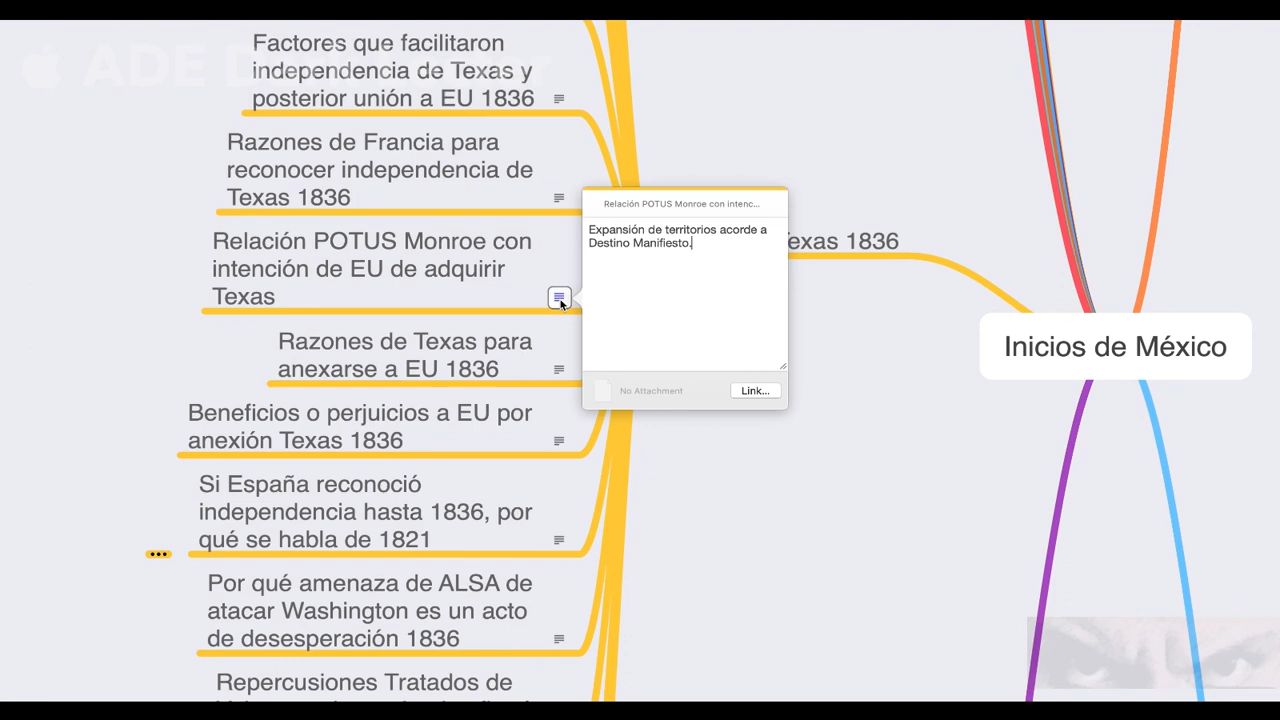 Factores que facilitaron
independencia de Texas y
posterior unión a EU 1836
Razones de Francia para
reconocer independencia de
Texas 1836
Relación POTUS Monroe con
intención de EU de adquirir
Texas
Relación POTUS Monroe con intenc...
Expansión de territorios acorde a
Destino Manifiesto.
No Attachment
Link...
exas 1836
Inicios de México
Razones de Texas para
anexarse a EU 1836
Beneficios o perjuicios a EU por
anexión Texas 1836
Si España reconoció
independencia hasta 1836, por
qué se habla de 1821
Por qué amenaza de ALSA de
atacar Washington es un acto
de desesperación 1836
Repercusiones Tratados de